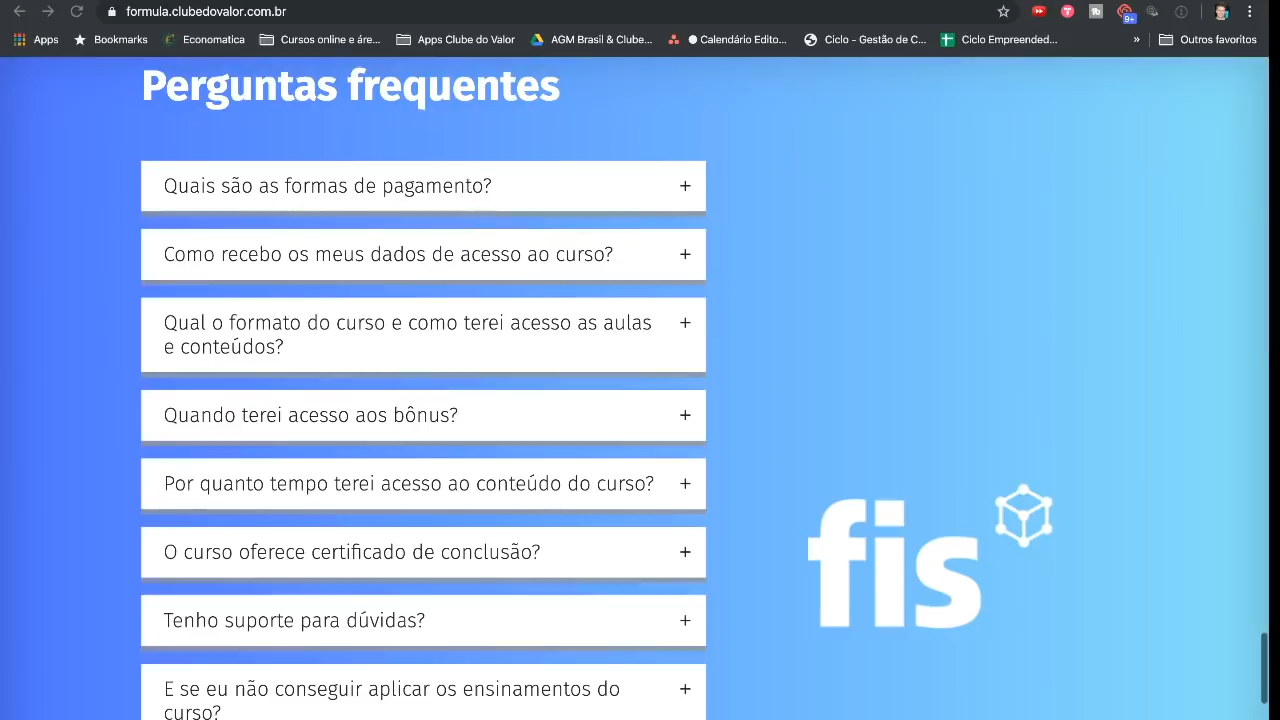 formula.clubedovalor.com.br
9+
Apps
Bookmarks
Economatica
Cursos online e áre...
Apps Clube do Valor
AGM Brasil & Clube...
Calendário Edito...
Ciclo - Gestão de C...
Ciclo Empreended...
»
Outros favoritos
Perguntas frequentes
Quais são as formas de pagamento? +
Como recebo os meus dados de acesso ao curso? +
Qual o formato do curso e como terei acesso as aulas +
e conteúdos?
Quando terei acesso aos bônus? +
Por quanto tempo terei acesso ao conteúdo do curso? +
O curso oferece certificado de conclusão? +
Tenho suporte para dúvidas? +
E se eu não conseguir aplicar os ensinamentos do +
curso?
fis